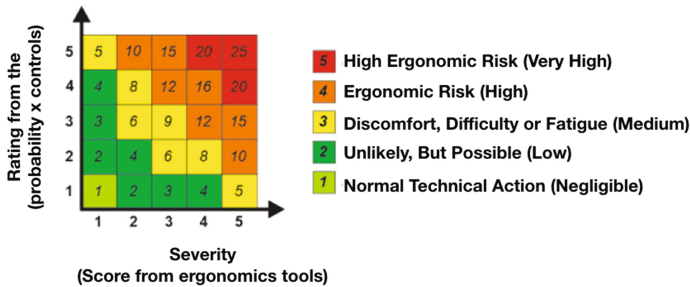 Rating from the
(probability x controls)
5 5 10 15 20 25
4 4 8 12 16 20
3 3 6 9 12 15
2 2 4 6 8 10
1 1 2 3 4 5
1 2 3 4 5
Severity
(Score from ergonomics tools)
5 High Ergonomic Risk (Very High)
4 Ergonomic Risk (High)
3 Discomfort, Difficulty or Fatigue (Medium)
2 Unlikely, But Possible (Low)
1 Normal Technical Action (Negligible)